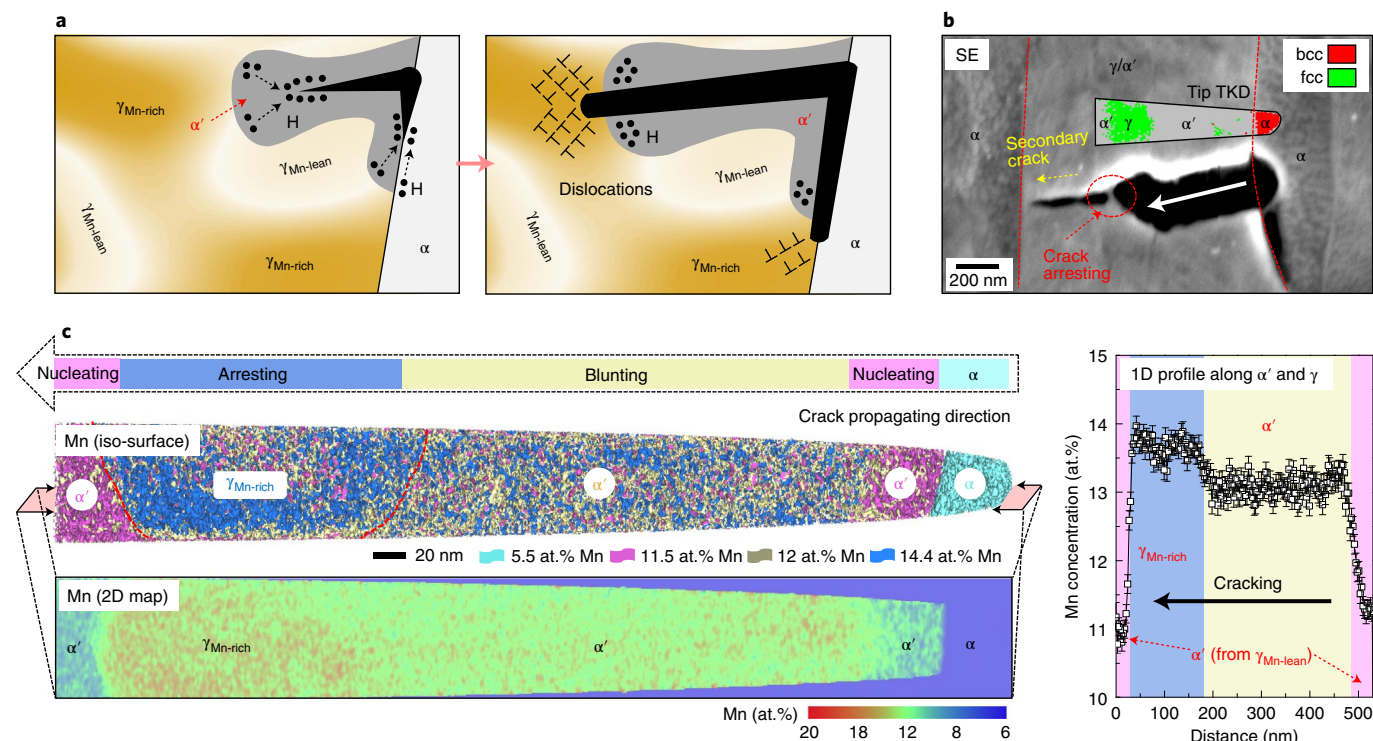 a
γMn-rich
α′
H
γMn-lean
H
γMn-lean
γMn-rich
α
α′
H
Dislocations
γMn-lean
γMn-lean
γMn-rich
α
b
SE
bcc
fcc
γ/α′
Tip TKD
α′ γ α′ α
α
α
Secondary
crack
Crack
arresting
200 nm
c
Nucleating Arresting Blunting Nucleating α
Crack propagating direction
Mn (iso-surface)
α′ γMn-rich α′ α′ α
20 nm 5.5 at.% Mn 11.5 at.% Mn 12 at.% Mn 14.4 at.% Mn
Mn (2D map)
α′ γMn-rich α′ α′ α
Mn (at.%)
20 18 12 8 6
1D profile along α′ and γ
Mn concentration (at.%)
15
14
13
12
11
10
α′
γMn-rich
Cracking
α′ (from γMn-lean)
0 100 200 300 400 500
Distance (nm)